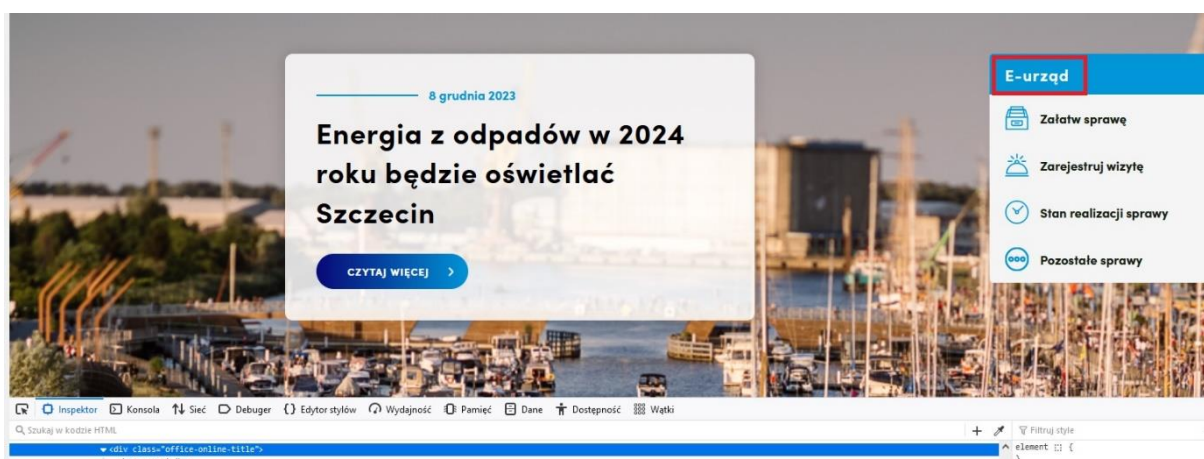 8 grudnia 2023
Energia z odpadów w 2024
roku będzie oświetlać
Szczecin
CZYTAJ WIĘCEJ
E-urząd
Załatw sprawę
Zarejestruj wizytę
Stan realizacji sprawy
Pozostałe sprawy
Inspektor Konsola Sieć Debuger {} Edytor stylów Wydajność Pamięć Dane Dostępność Wątki
Szukaj w kodzie HTML
+ Filtruj style
<div class="office-online-title">
element {